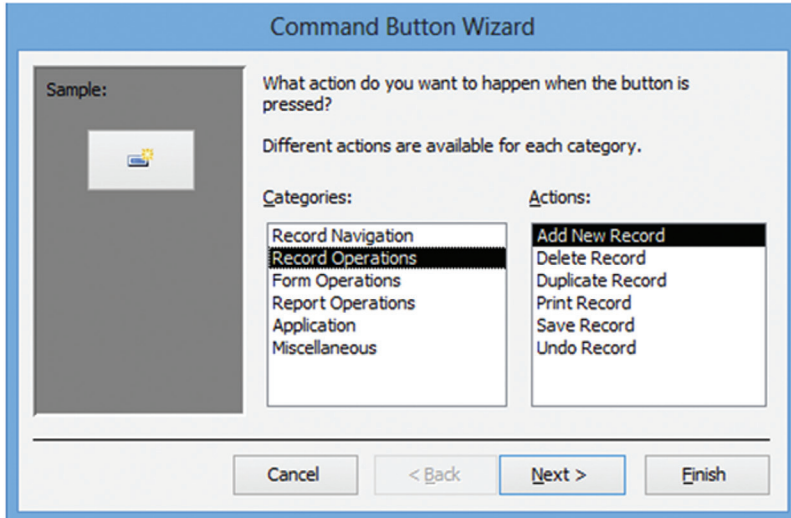 Command Button Wizard
Sample:
What action do you want to happen when the button is
pressed?
Different actions are available for each category.
Categories:
Record Navigation
Record Operations
Form Operations
Report Operations
Application
Miscellaneous
Actions:
Add New Record
Delete Record
Duplicate Record
Print Record
Save Record
Undo Record
Cancel
< Back
Next >
Finish